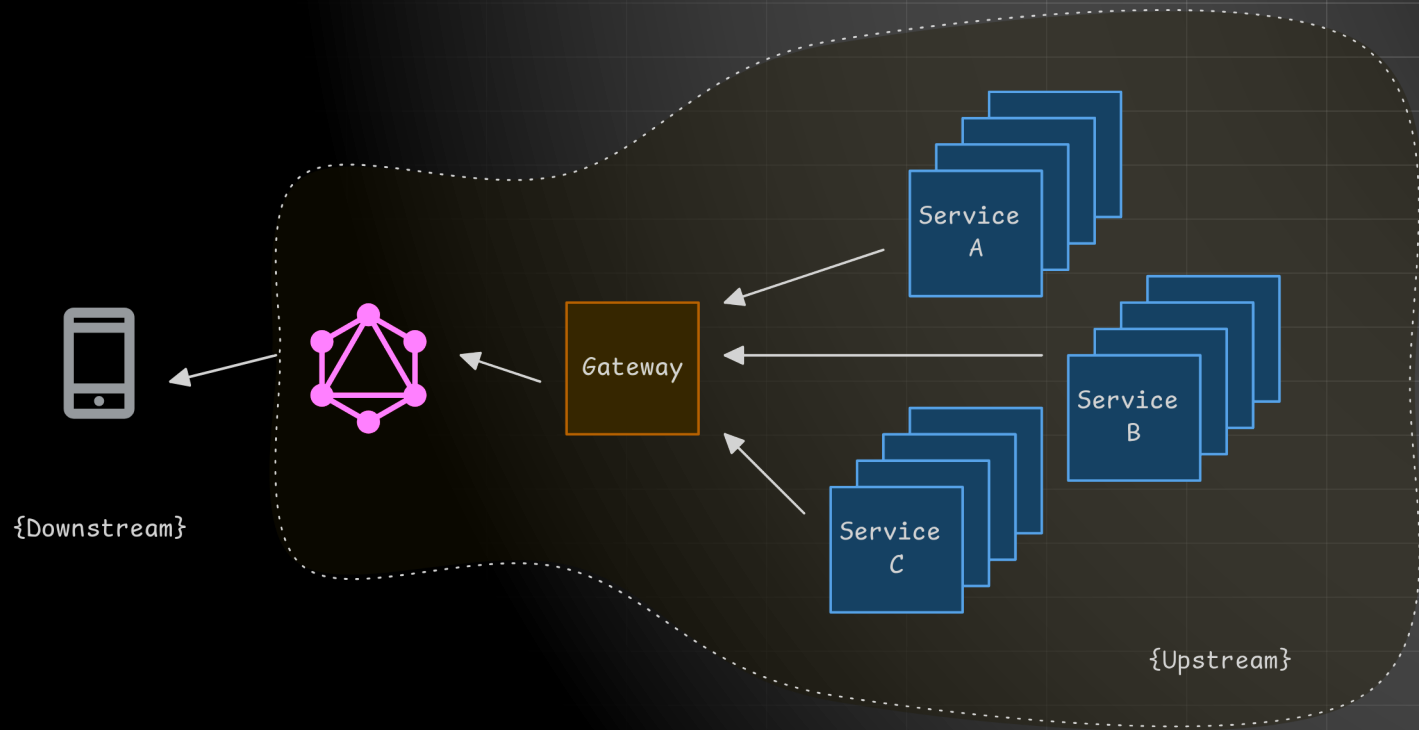 Service
A
Service
B
Gateway
Service
C
{Downstream}
{Upstream}